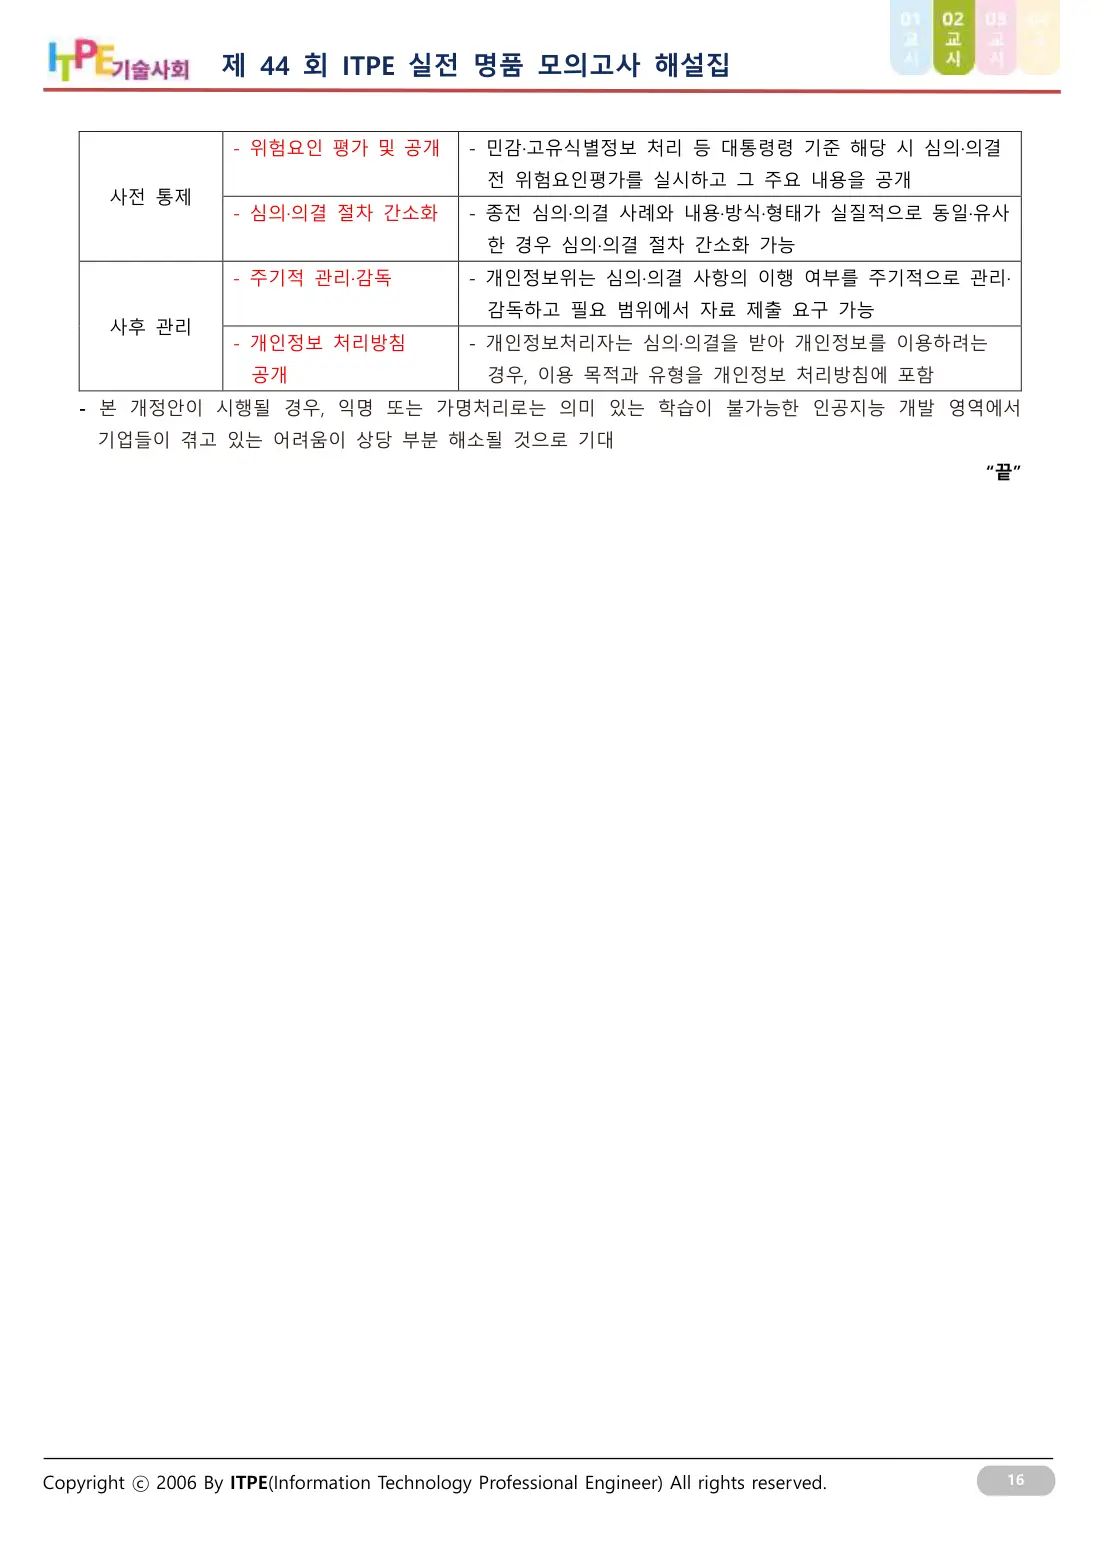 ITPE기술사회
제 44 회 ITPE 실전 명품 모의고사 해설집
01 교시
02 교시
03 교시
사전 통제
- 위험요인 평가 및 공개
- 민감·고유식별정보 처리 등 대통령령 기준 해당 시 심의·의결
전 위험요인평가를 실시하고 그 주요 내용을 공개
- 심의·의결 절차 간소화
- 종전 심의·의결 사례와 내용·방식·형태가 실질적으로 동일·유사
한 경우 심의·의결 절차 간소화 가능
사후 관리
- 주기적 관리·감독
- 개인정보위는 심의·의결 사항의 이행 여부를 주기적으로 관리·
감독하고 필요 범위에서 자료 제출 요구 가능
- 개인정보 처리방침
공개
- 개인정보처리자는 심의·의결을 받아 개인정보를 이용하려는
경우, 이용 목적과 유형을 개인정보 처리방침에 포함
- 본 개정안이 시행될 경우, 익명 또는 가명처리로는 의미 있는 학습이 불가능한 인공지능 개발 영역에서
기업들이 겪고 있는 어려움이 상당 부분 해소될 것으로 기대
“끝”
Copyright ⓒ 2006 By ITPE(Information Technology Professional Engineer) All rights reserved.
16